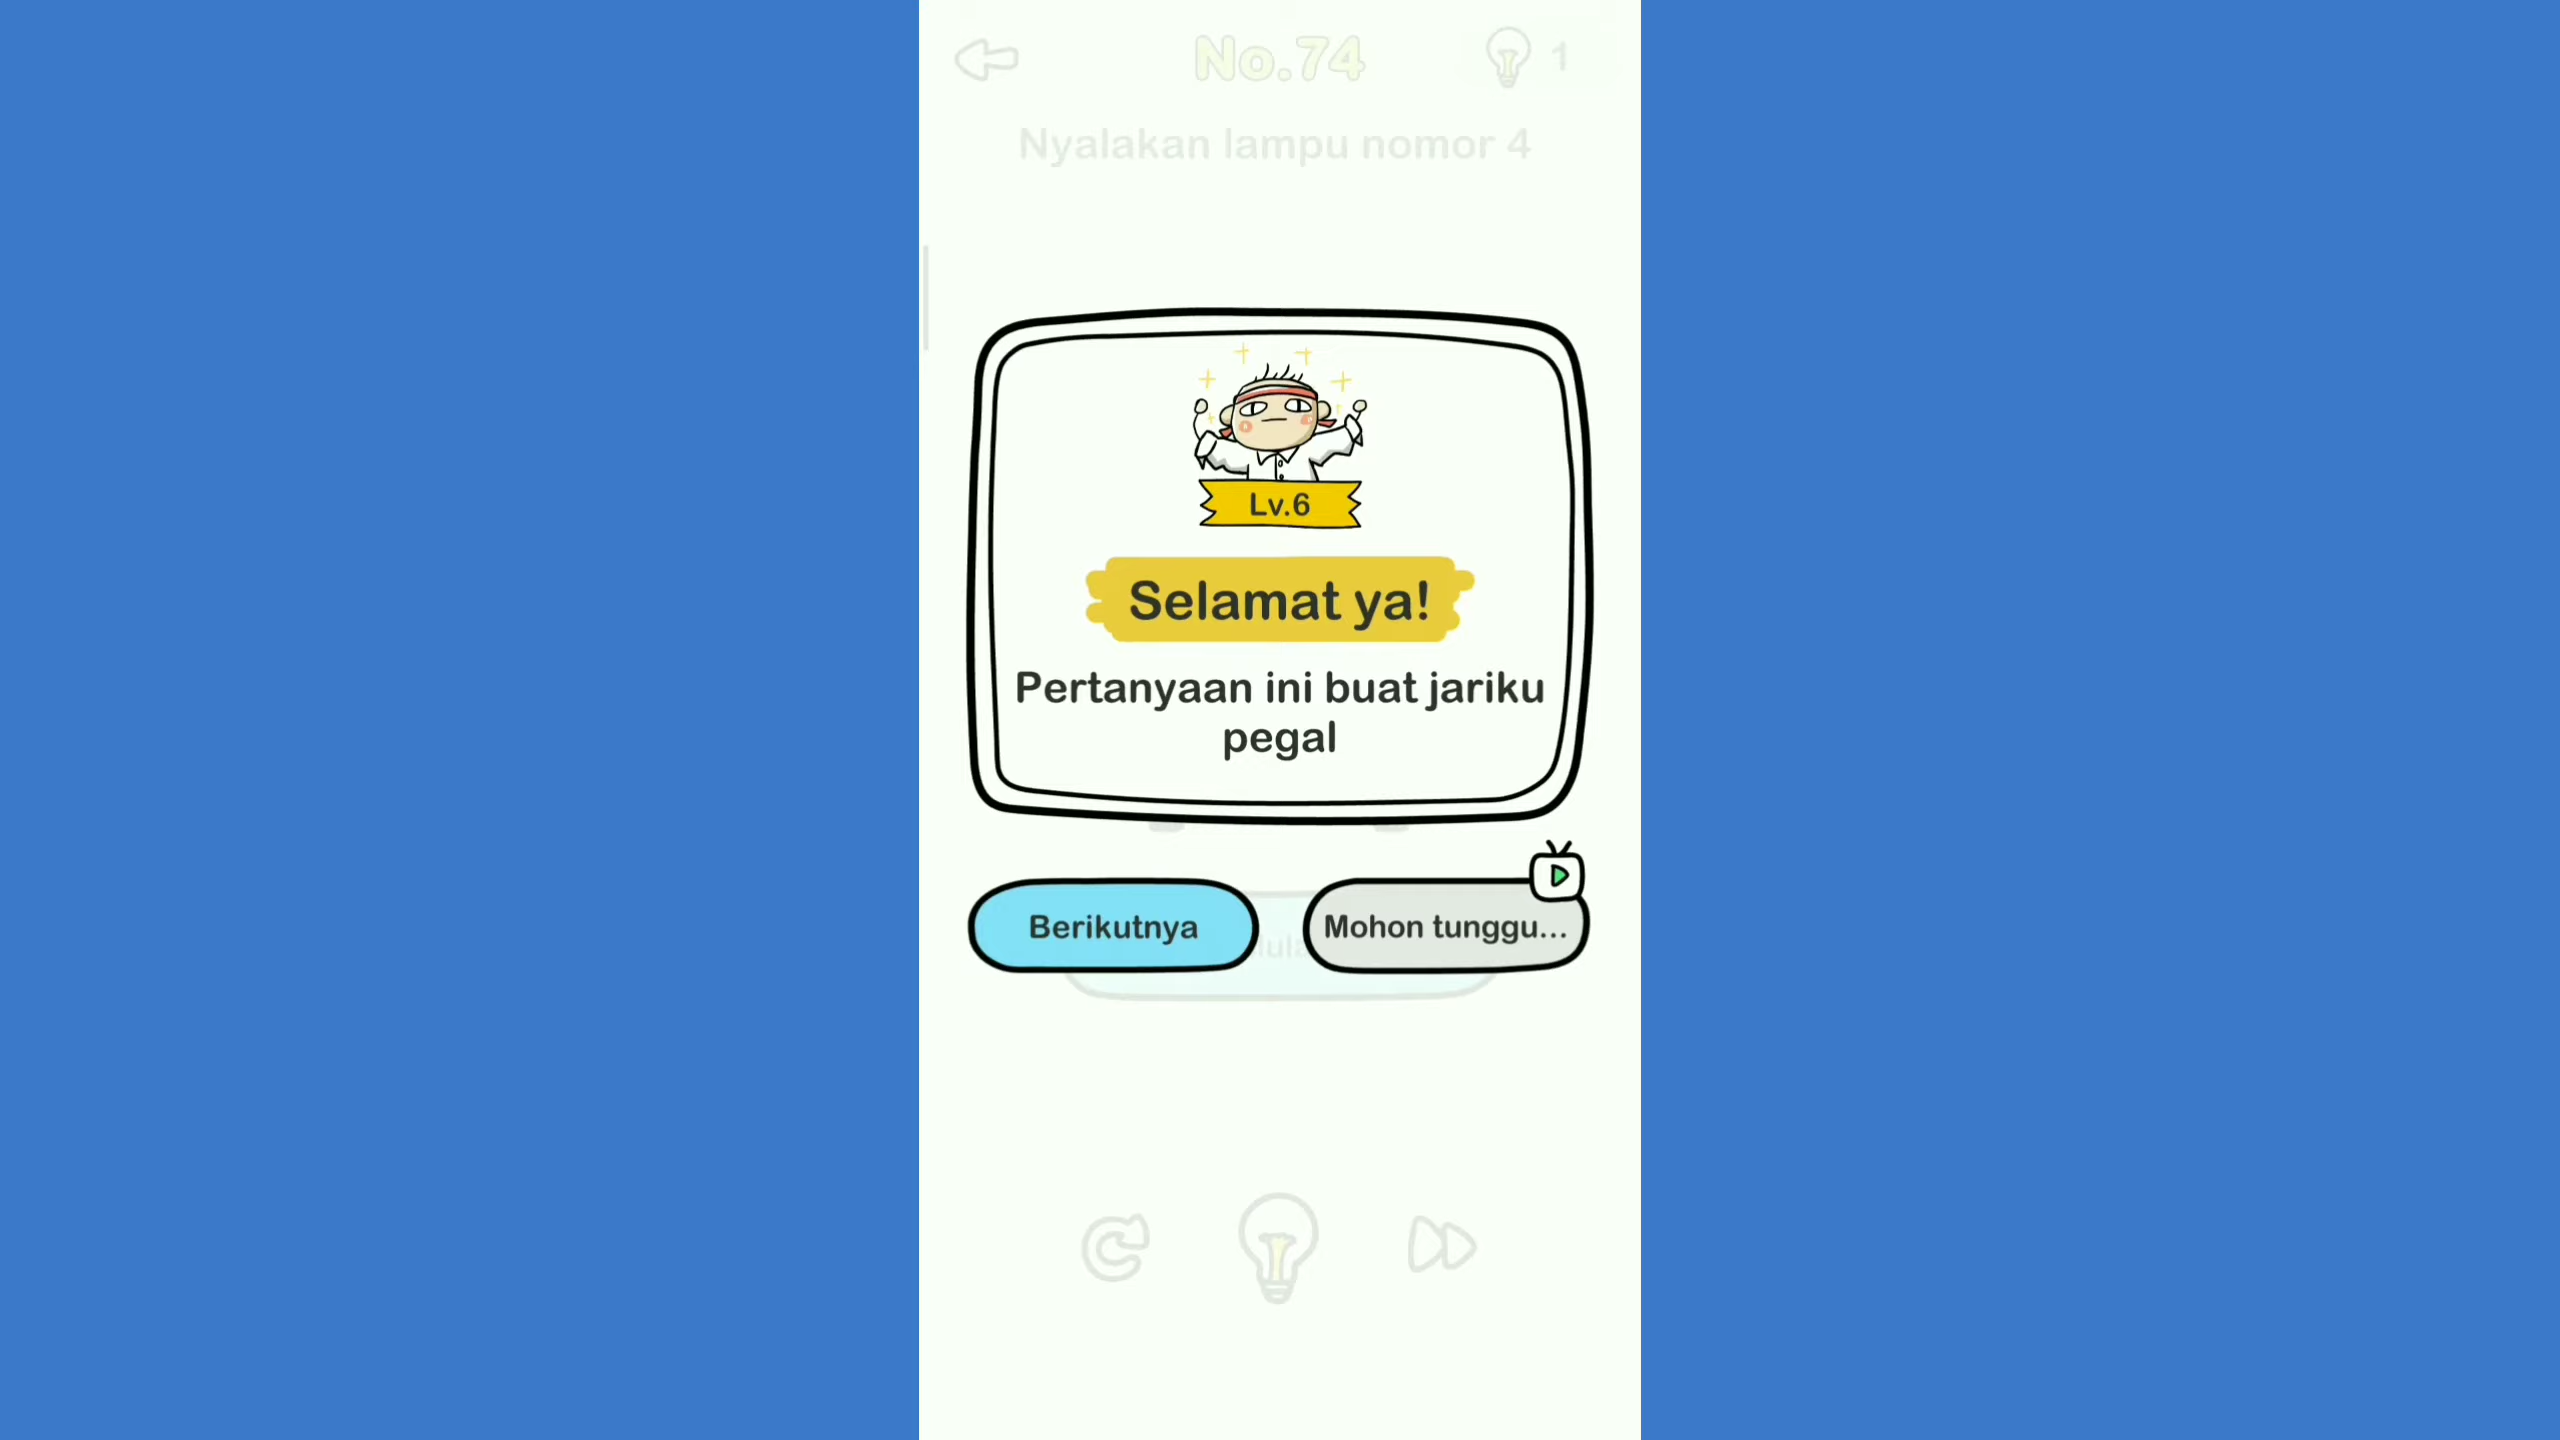 No.74
1
Nyalakan lampu nomor 4
Lv.6
Selamat ya!
Pertanyaan ini buat jariku
pegal
Berikutnya
Mohon tunggu...